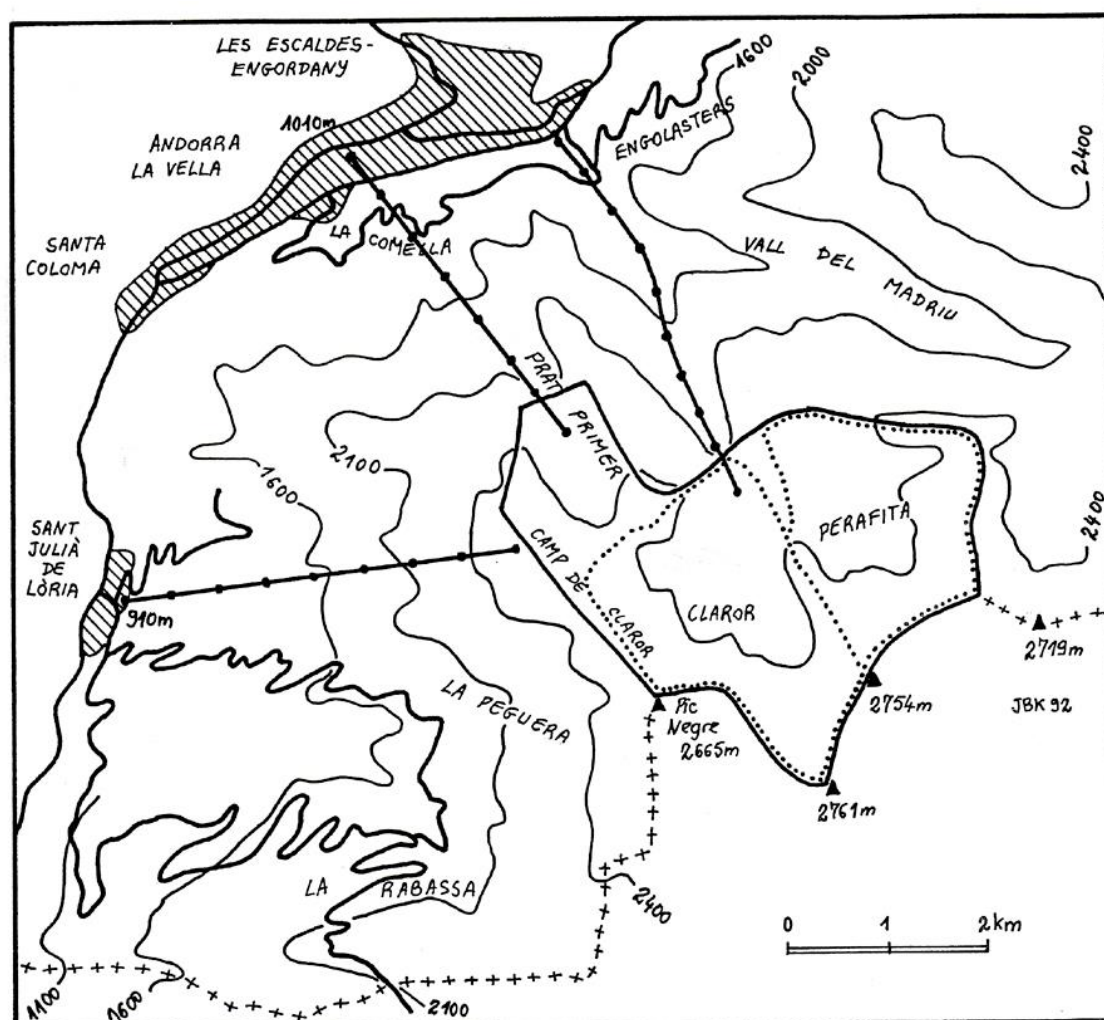 LES ESCALDES-
ENGORDANY
1600
2000
1010m
ENGOLASTERS
ANDORRA
LA VELLA
2400
SANTA
COLOMA
LA COMELLA
VALL DEL MADRIU
PRAT PRIMER
2100
1600
PERAFITA
2400
SANT
JULIÀ
DE
LÒRIA
CAMP DE CLAROR
910m
CLAROR
2719m
LA PEGUERA
Pic
Negre
2665m
2754m
JBK 92
2761m
LA RABASSA
2400
0 1 2km
1100
1600
2100